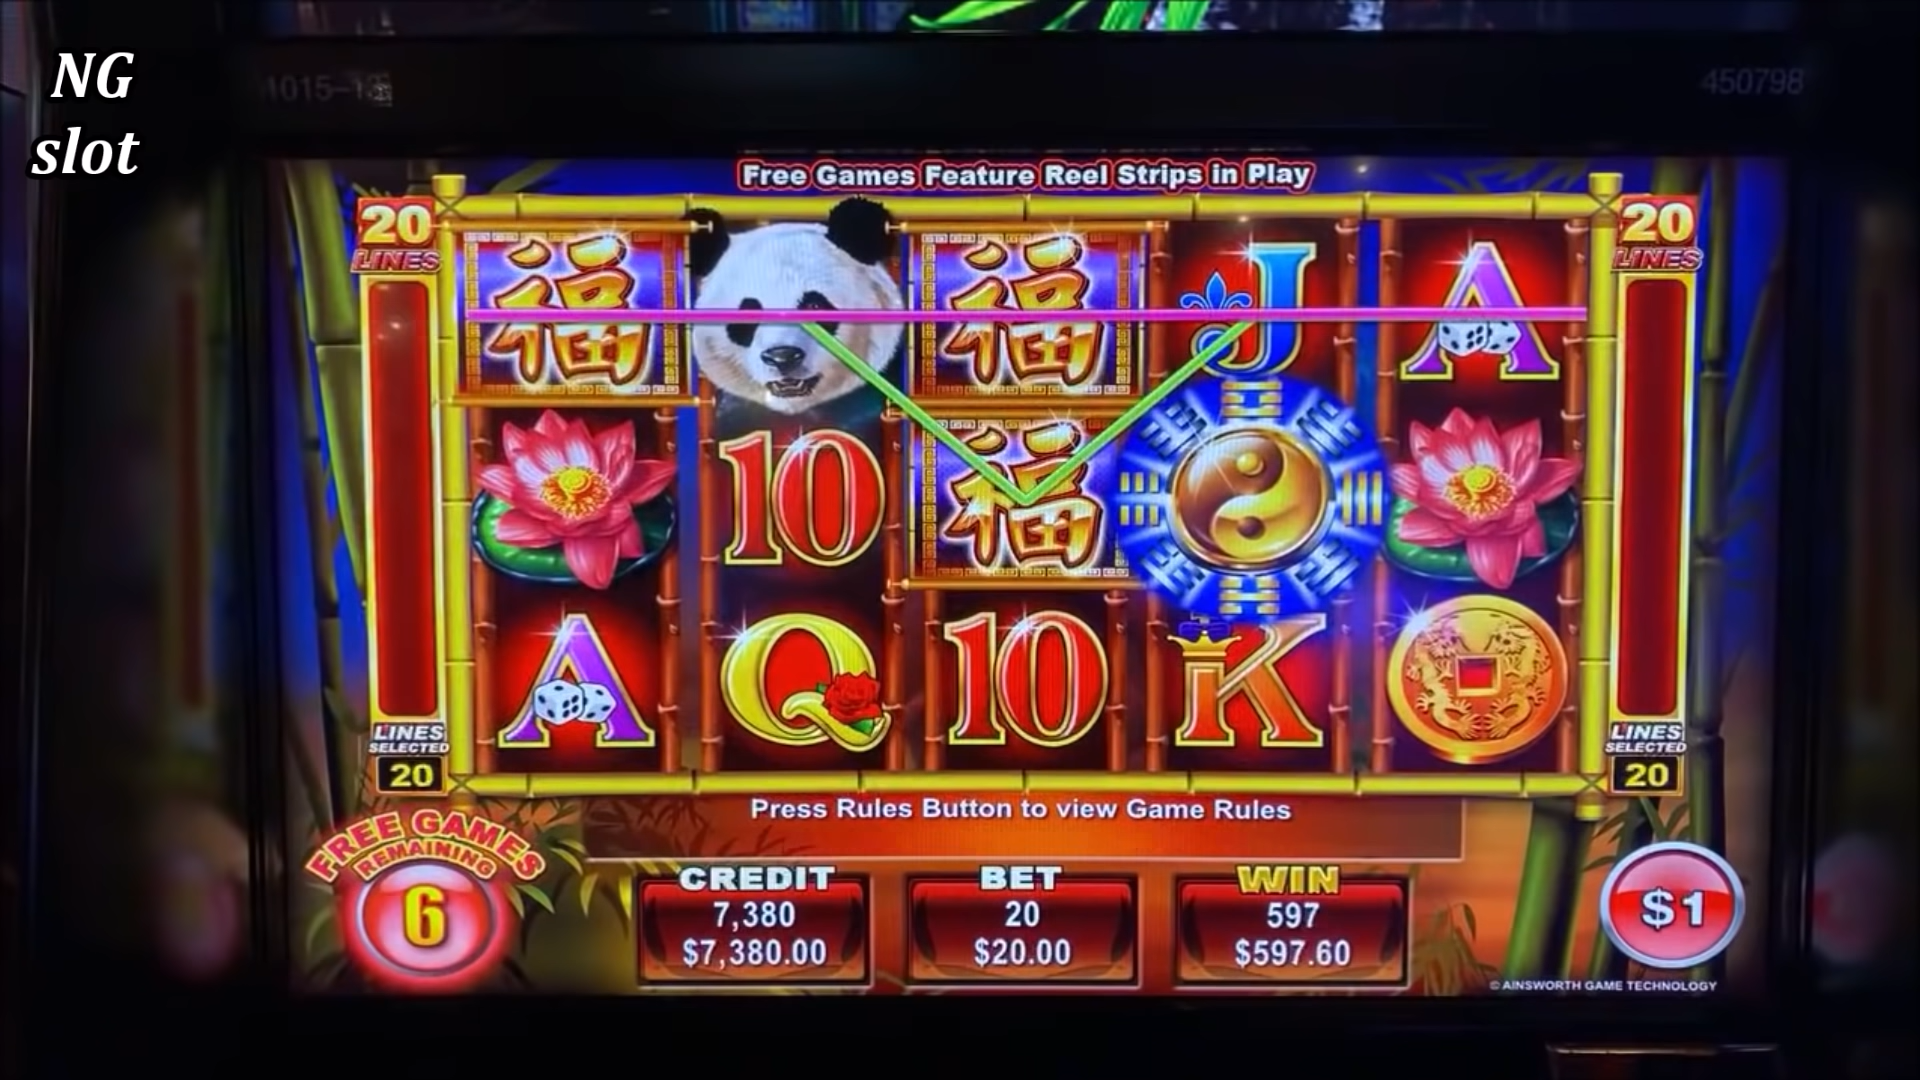 NG
slot
450798
Free Games Feature Reel Strips in Play
20
LINES
20
LINES
福
福
J
A
10
福
A
Q
10
K
LINES
SELECTED
20
LINES
SELECTED
20
Press Rules Button to view Game Rules
FREE GAMES
REMAINING
6
CREDIT
7,380
$7,380.00
BET
20
$20.00
WIN
597
$597.60
$1
© AINSWORTH GAME TECHNOLOGY